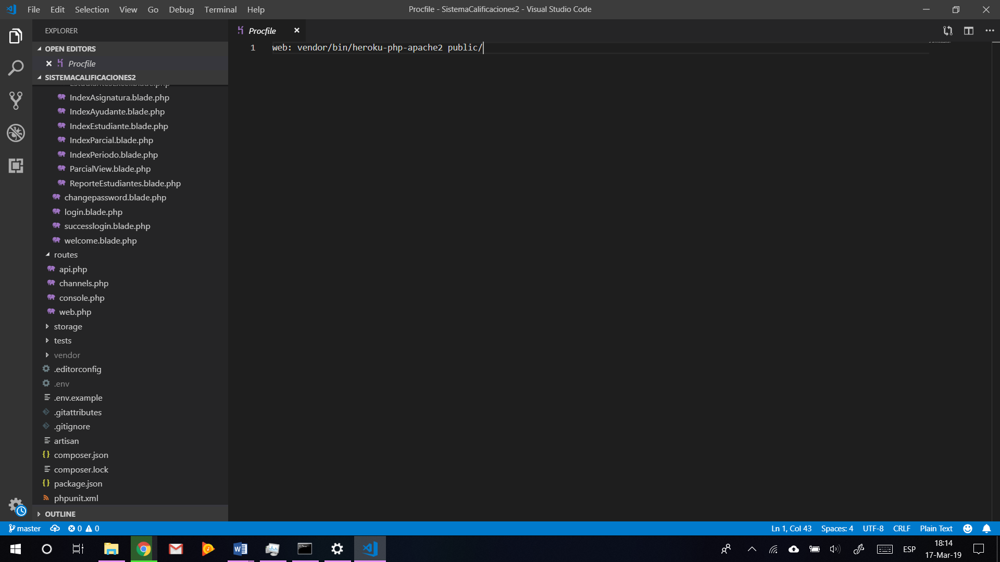 File Edit Selection View Go Debug Terminal Help
Procfile - SistemaCalificaciones2 - Visual Studio Code
EXPLORER
OPEN EDITORS
Procfile
SISTEMACALIFICACIONES2
EstudiantesExcel.blade.php
IndexAsignatura.blade.php
IndexAyudante.blade.php
IndexEstudiante.blade.php
IndexParcial.blade.php
IndexPeriodo.blade.php
ParcialView.blade.php
ReporteEstudiantes.blade.php
changepassword.blade.php
login.blade.php
successlogin.blade.php
welcome.blade.php
routes
api.php
channels.php
console.php
web.php
storage
tests
vendor
.editorconfig
.env
.env.example
.gitattributes
.gitignore
artisan
composer.json
composer.lock
package.json
phpunit.xml
OUTLINE
Procfile
1 web: vendor/bin/heroku-php-apache2 public/
master 0 0
Ln 1, Col 43 Spaces: 4 UTF-8 CRLF Plain Text
ESP
18:14
17-Mar-19